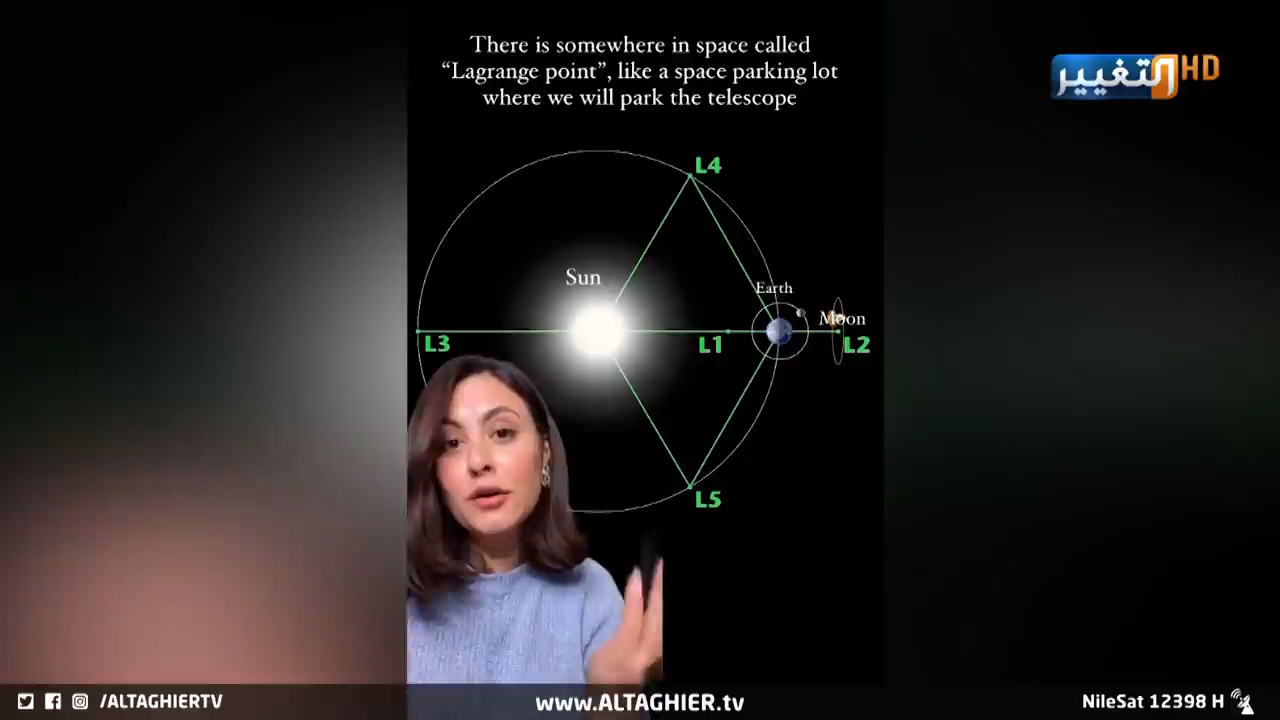 There is somewhere in space called
“Lagrange point”, like a space parking lot
where we will park the telescope
التغيير HD
L4
Sun
Earth
Moon
L3
L1
L2
L5
/ALTAGHIERTV
www.ALTAGHIER.tv
NileSat 12398 H